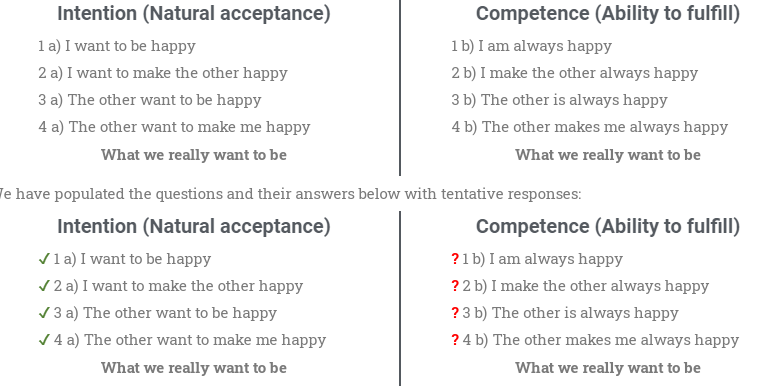 Intention (Natural acceptance)
1 a) I want to be happy
2 a) I want to make the other happy
3 a) The other want to be happy
4 a) The other want to make me happy
What we really want to be
Competence (Ability to fulfill)
1 b) I am always happy
2 b) I make the other always happy
3 b) The other is always happy
4 b) The other makes me always happy
What we really want to be
We have populated the questions and their answers below with tentative responses:
Intention (Natural acceptance)
✓ 1 a) I want to be happy
✓ 2 a) I want to make the other happy
✓ 3 a) The other want to be happy
✓ 4 a) The other want to make me happy
What we really want to be
Competence (Ability to fulfill)
? 1 b) I am always happy
? 2 b) I make the other always happy
? 3 b) The other is always happy
? 4 b) The other makes me always happy
What we really want to be